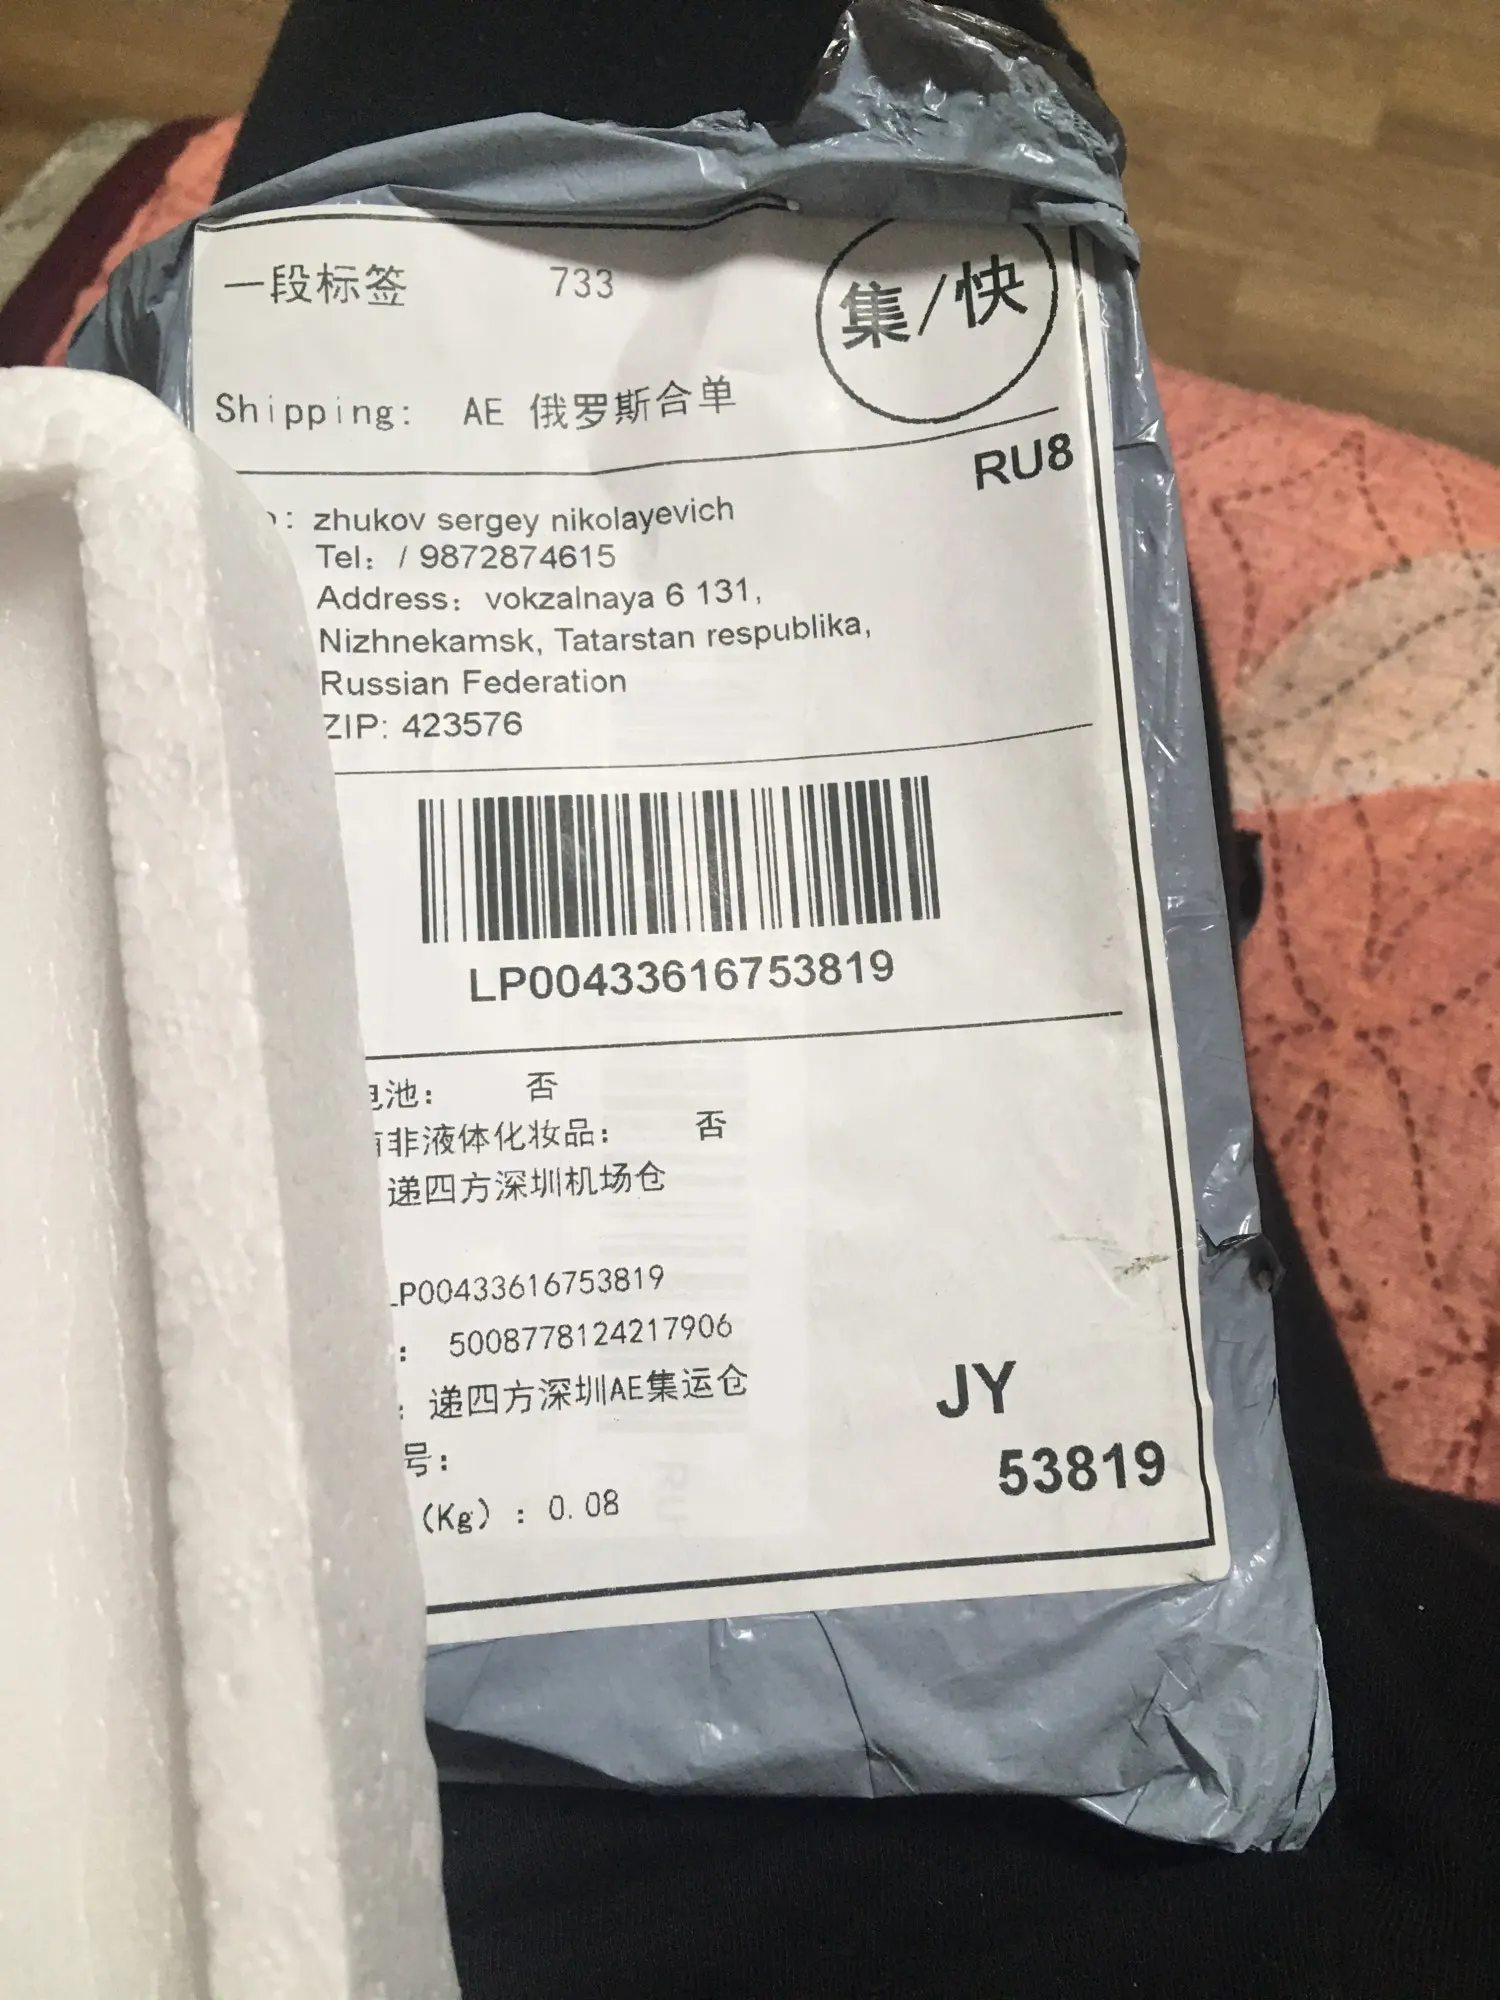 一段标签 733
集/快
Shipping: AE 俄罗斯合单
RU8
: zhukov sergey nikolayevich
Tel: / 9872874615
Address: vokzalnaya 6 131,
Nizhnekamsk, Tatarstan respublika,
Russian Federation
ZIP: 423576
LP00433616753819
电池: 否
非液体化妆品: 否
递四方深圳机场仓
LP00433616753819
: 5008778124217906
: 递四方深圳AE集运仓
号:
(Kg) : 0.08
JY
53819